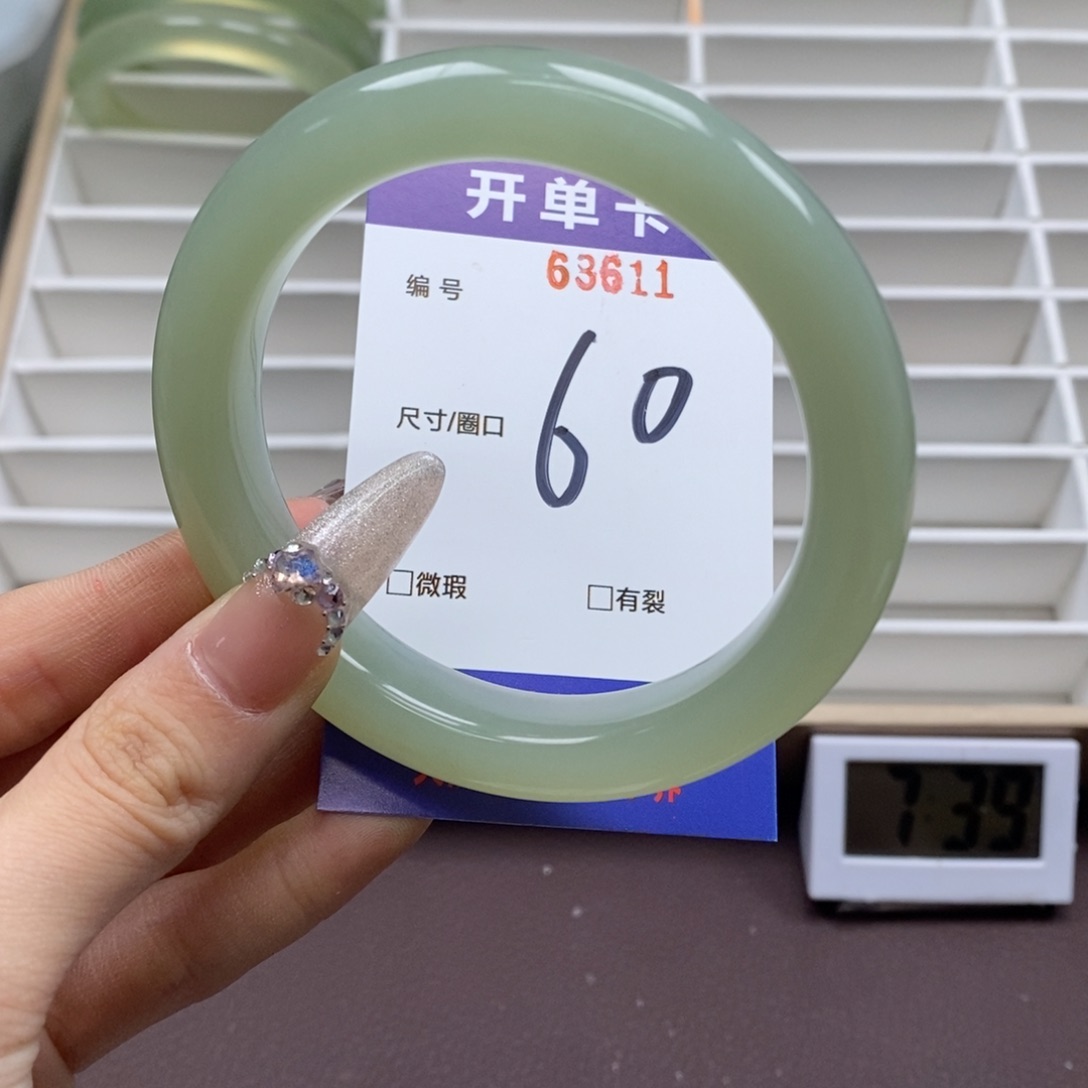 开单卡
编号 63611
尺寸/圈口 60
□微瑕 □有裂
7:39